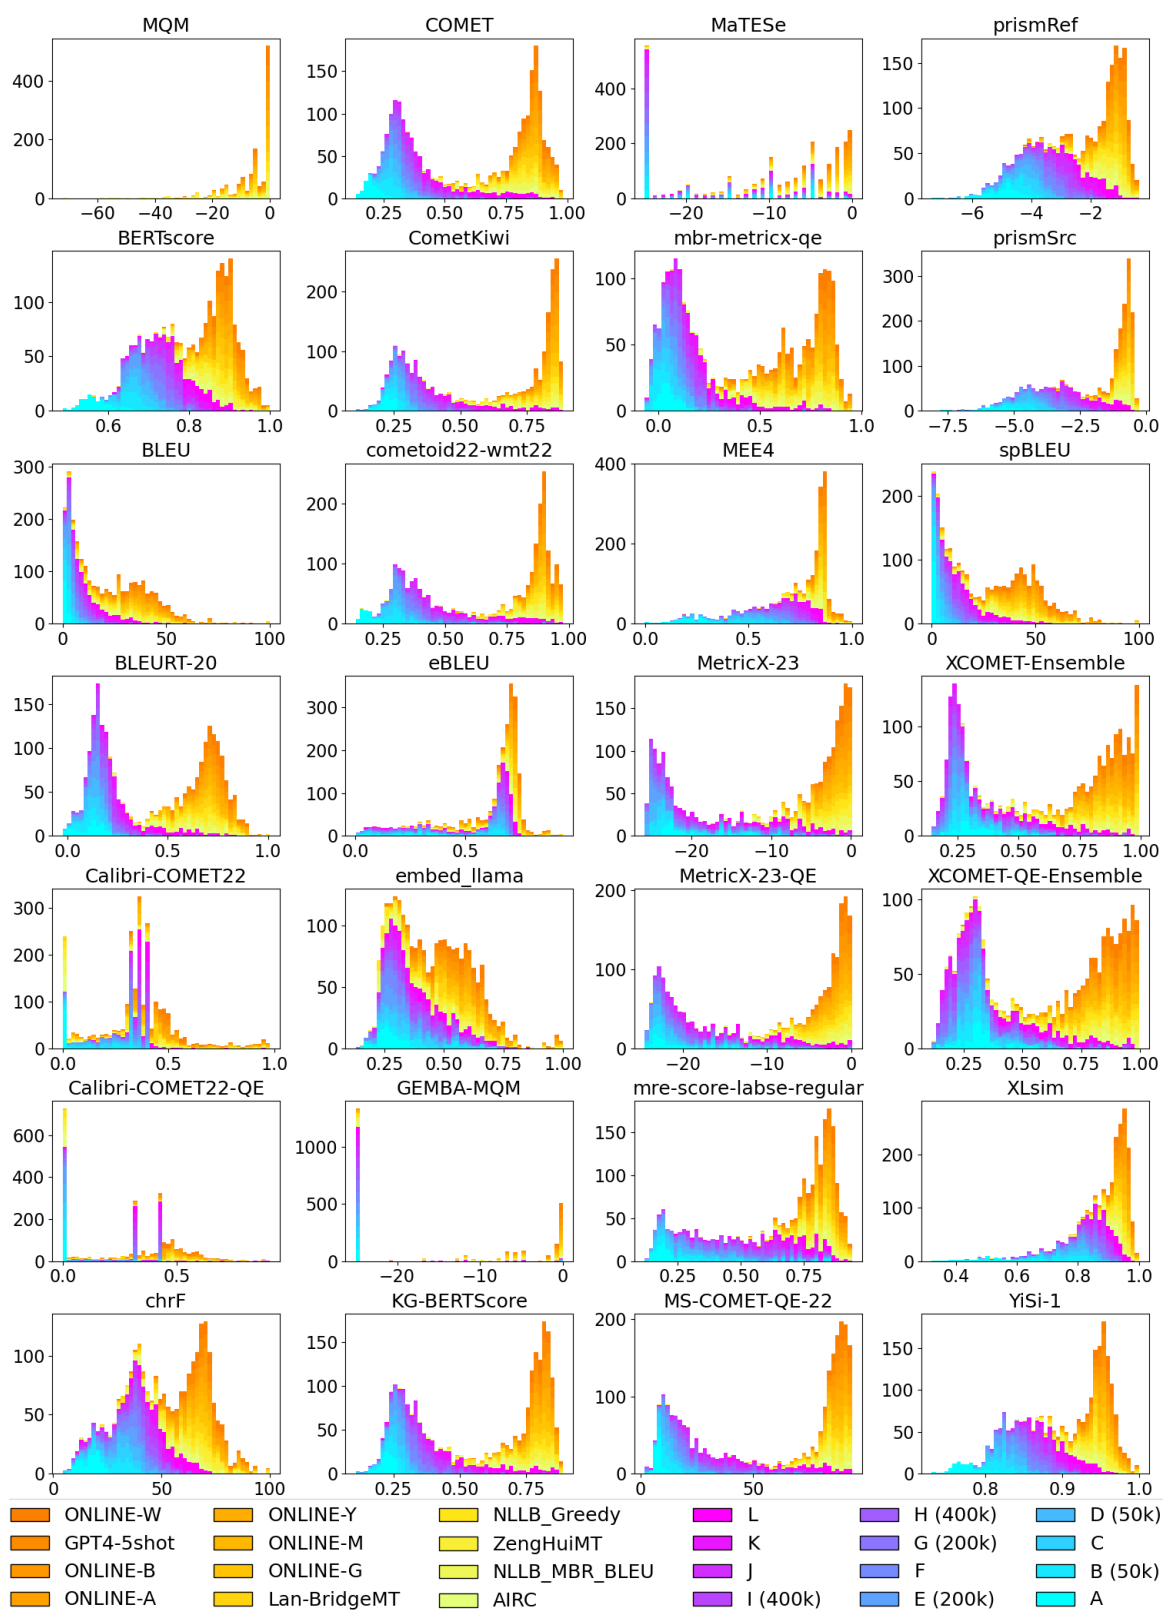 MQM COMET MaTESe prismRef
400 200 0
−60 −40 −20 0
150 100 50 0
0.25 0.50 0.75 1.00
400 200 0
−20 −10 0
150 100 50 0
−6 −4 −2
BERTscore CometKiwi mbr-metricx-qe prismSrc
100 50 0
0.6 0.8 1.0
200 100 0
0.25 0.50 0.75
100 50 0
0.0 0.5 1.0
300 200 100 0
−7.5 −5.0 −2.5 0.0
BLEU cometoid22-wmt22 MEE4 spBLEU
300 200 100 0
0 50 100
200 100 0
0.25 0.50 0.75 1.00
400 200 0
0.0 0.5 1.0
200 100 0
0 50 100
BLEURT-20 eBLEU MetricX-23 XCOMET-Ensemble
150 100 50 0
0.0 0.5 1.0
300 200 100 0
0.0 0.5
150 100 50 0
−20 −10 0
100 50 0
0.25 0.50 0.75 1.00
Calibri-COMET22 embed_llama MetricX-23-QE XCOMET-QE-Ensemble
300 200 100 0
0.0 0.5 1.0
100 50 0
0.25 0.50 0.75 1.00
200 100 0
−20 −10 0
100 50 0
0.25 0.50 0.75 1.00
Calibri-COMET22-QE GEMBA-MQM mre-score-labse-regular XLsim
600 400 200 0
0.0 0.5
1000 500 0
−20 −10 0
150 100 50 0
0.25 0.50 0.75
200 100 0
0.4 0.6 0.8 1.0
chrF KG-BERTScore MS-COMET-QE-22 YiSi-1
100 50 0
0 50 100
150 100 50 0
0.25 0.50 0.75
200 100 0
0 50
150 100 50 0
0.8 0.9 1.0
ONLINE-W ONLINE-Y NLLB_Greedy L H (400k) D (50k)
GPT4-5shot ONLINE-M ZengHuiMT K G (200k) C
ONLINE-B ONLINE-G NLLB_MBR_BLEU J F B (50k)
ONLINE-A Lan-BridgeMT AIRC I (400k) E (200k) A